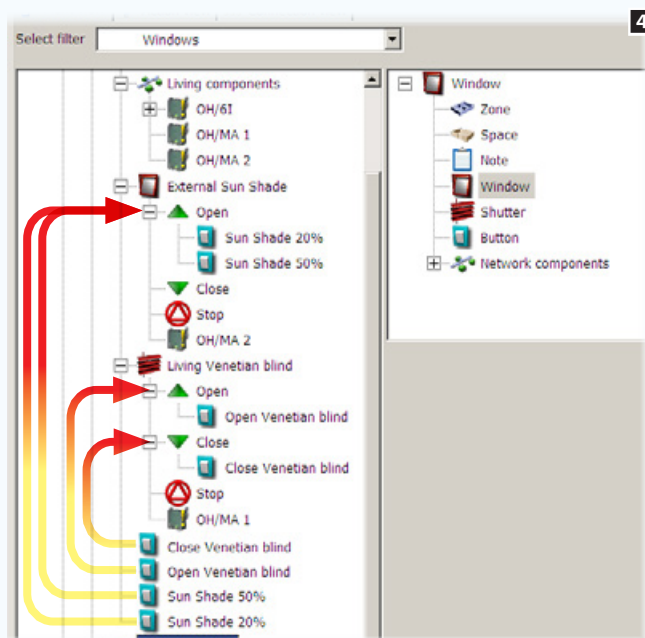 4
Select filter Windows
Living components
OH/6I
OH/MA 1
OH/MA 2
External Sun Shade
Open
Sun Shade 20%
Sun Shade 50%
Close
Stop
OH/MA 2
Living Venetian blind
Open
Open Venetian blind
Close
Close Venetian blind
Stop
OH/MA 1
Close Venetian blind
Open Venetian blind
Sun Shade 50%
Sun Shade 20%
Window
Zone
Space
Note
Window
Shutter
Button
Network components